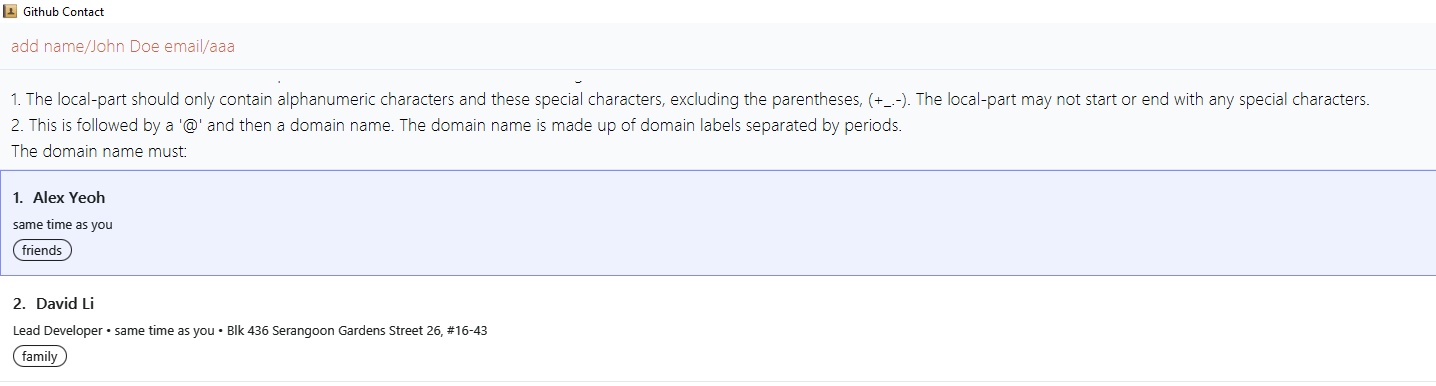 Github Contact
add name/John Doe email/aaa
1. The local-part should only contain alphanumeric characters and these special characters, excluding the parentheses, (+_.-). The local-part may not start or end with any special characters.
2. This is followed by a '@' and then a domain name. The domain name is made up of domain labels separated by periods.
The domain name must:
1. Alex Yeoh
same time as you
friends
2. David Li
Lead Developer • same time as you • Blk 436 Serangoon Gardens Street 26, #16-43
family